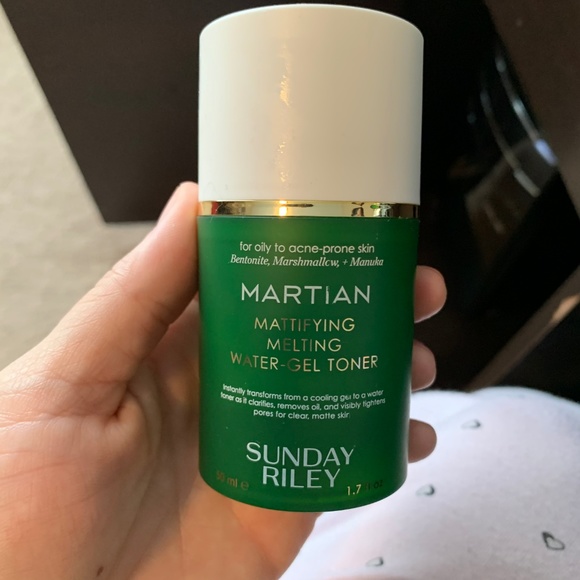 for oily to acne-prone skin
Bentonite, Marshmallow, + Manuka
MARTIAN
MATTIFYING
MELTING
WATER-GEL TONER
Instantly transforms from a cooling gel to a water
toner as it clarifies, removes oil, and visibly tightens
pores for clear, matte skin
SUNDAY
RILEY
50 ml e 1.7 fl oz